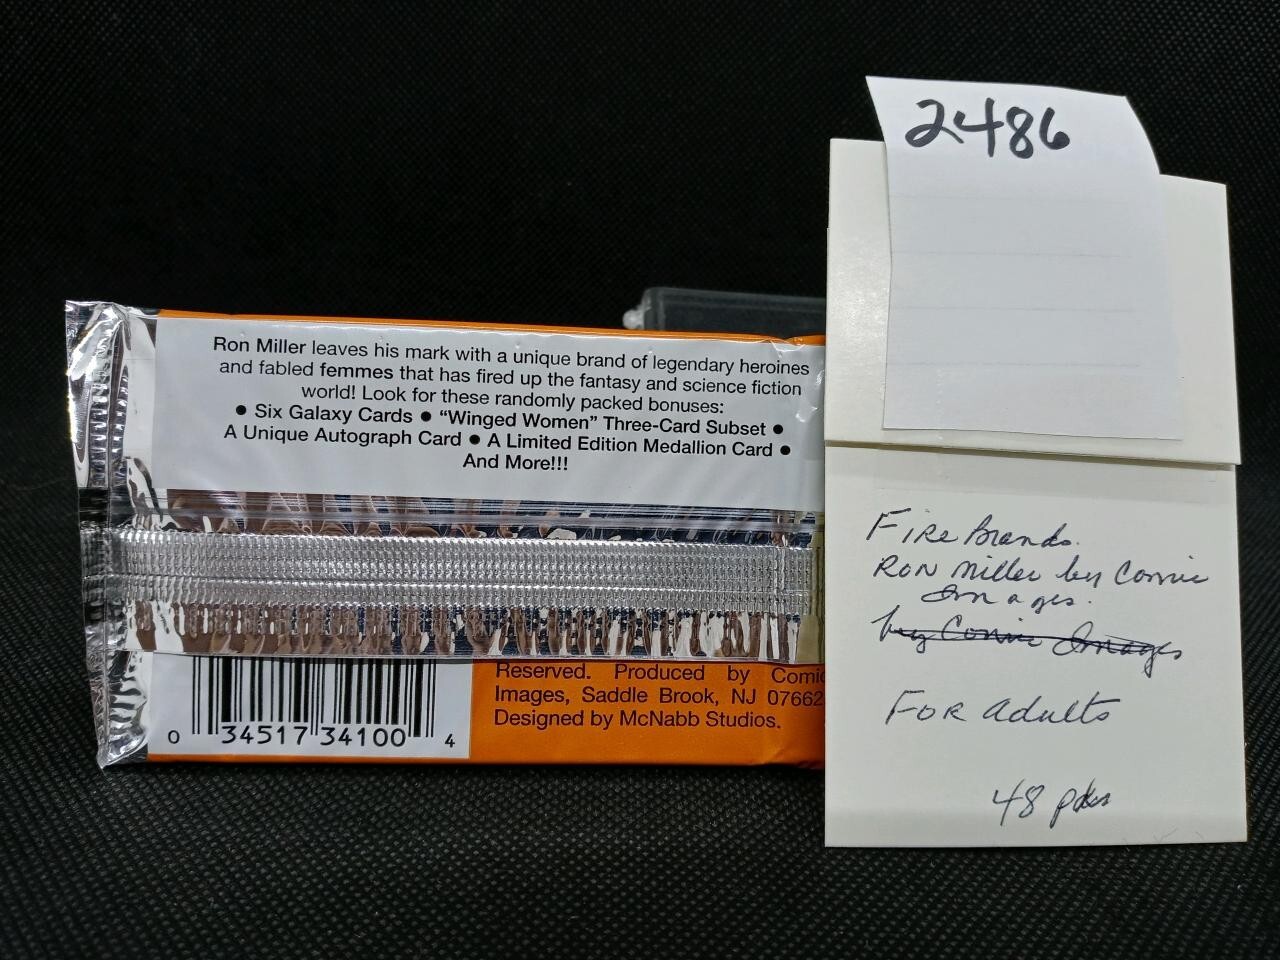 2486
Ron Miller leaves his mark with a unique brand of legendary heroines
and fabled femmes that has fired up the fantasy and science fiction
world! Look for these randomly packed bonuses:
• Six Galaxy Cards • "Winged Women" Three-Card Subset •
A Unique Autograph Card • A Limited Edition Medallion Card •
And More!!!
Reserved. Produced by Comic
Images, Saddle Brook, NJ 07662
Designed by McNabb Studios.
0 34517 34100 4
Fire Brands.
Ron Miller by Comic
Images.
by Comic Images
For Adults
48 pks